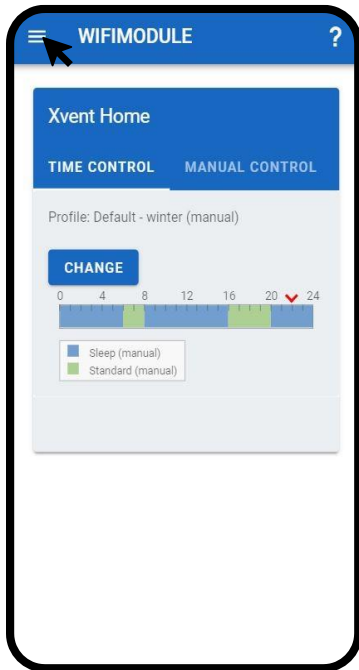 WIFIMODULE ?
Xvent Home
TIME CONTROL MANUAL CONTROL
Profile: Default - winter (manual)
CHANGE
0 4 8 12 16 20 24
Sleep (manual)
Standard (manual)